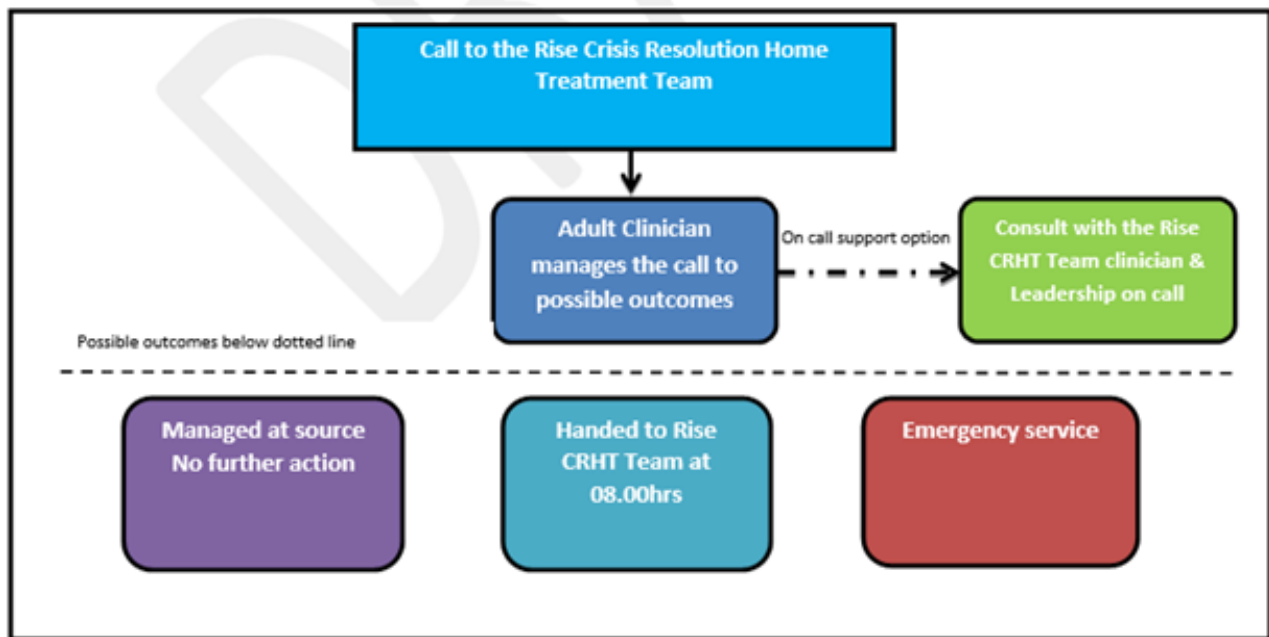 Call to the Rise Crisis Resolution Home
Treatment Team
Adult Clinician
manages the call to
possible outcomes
On call support option
Consult with the Rise
CRHT Team clinician &
Leadership on call
Possible outcomes below dotted line
Managed at source
No further action
Handed to Rise
CRHT Team at
08.00hrs
Emergency service